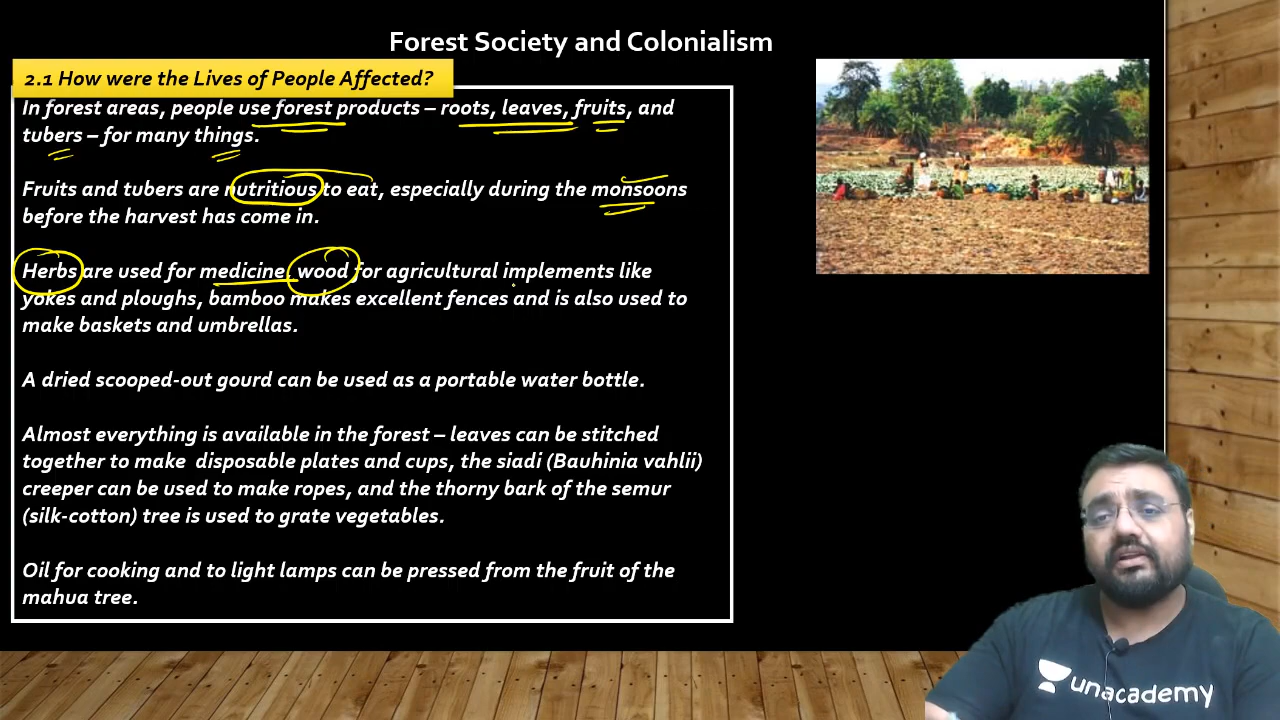 Forest Society and Colonialism
2.1 How were the Lives of People Affected?
In forest areas, people use forest products – roots, leaves, fruits, and
tubers – for many things.
Fruits and tubers are nutritious to eat, especially during the monsoons
before the harvest has come in.
Herbs are used for medicine, wood for agricultural implements like
yokes and ploughs, bamboo makes excellent fences and is also used to
make baskets and umbrellas.
A dried scooped-out gourd can be used as a portable water bottle.
Almost everything is available in the forest – leaves can be stitched
together to make disposable plates and cups, the siadi (Bauhinia vahlii)
creeper can be used to make ropes, and the thorny bark of the semur
(silk-cotton) tree is used to grate vegetables.
Oil for cooking and to light lamps can be pressed from the fruit of the
mahua tree.
unacademy